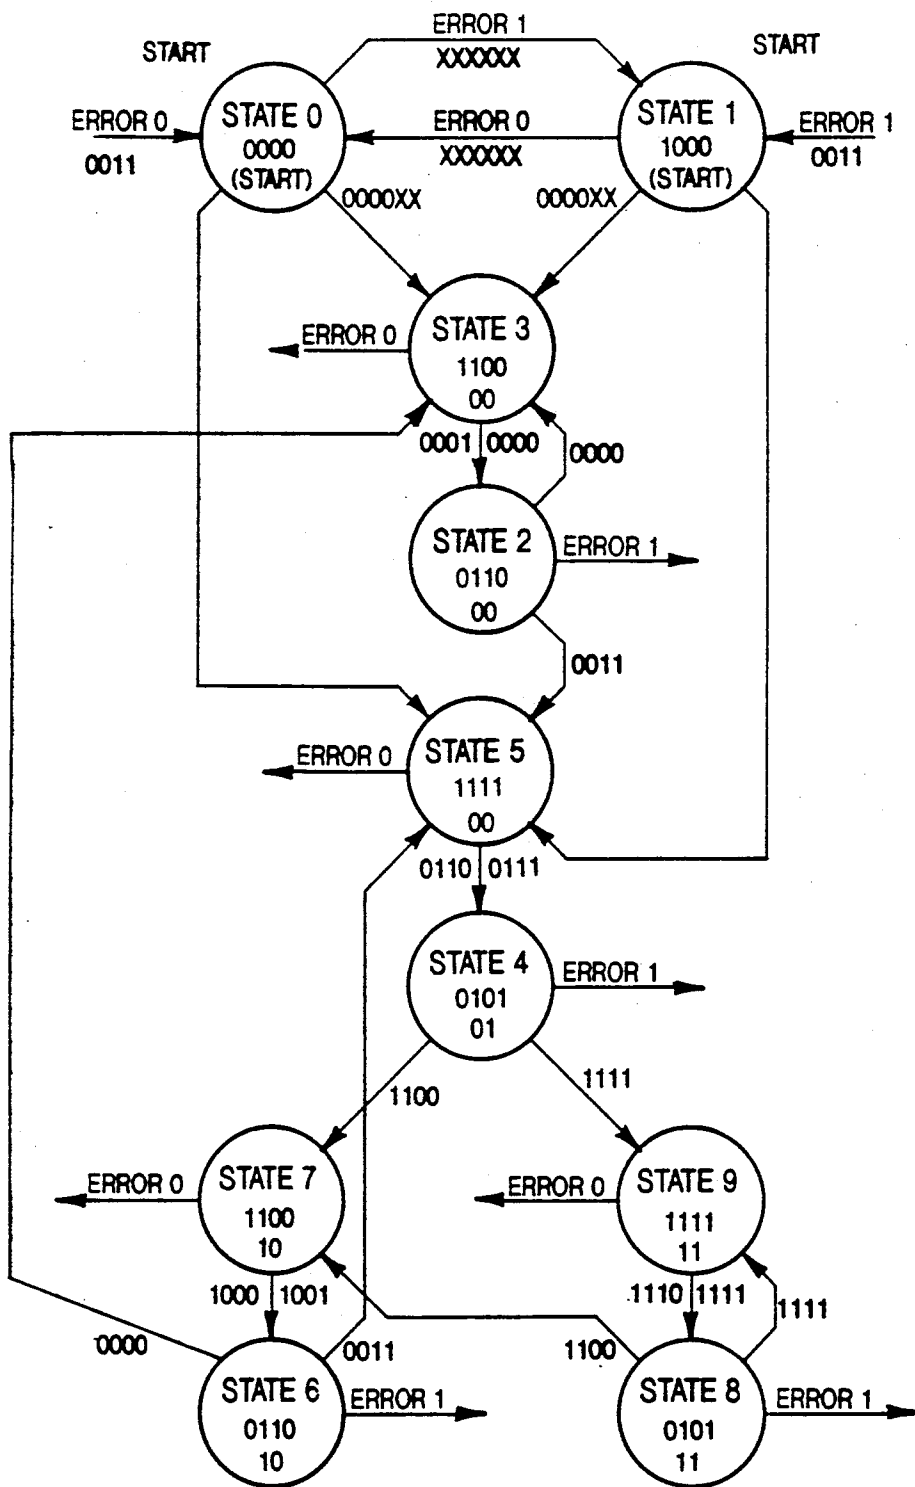 ERROR 1
START
START
XXXXXX
STATE 0
0000
(START)
STATE 1
1000
(START)
ERROR 0
0011
ERROR 0
XXXXXX
ERROR 1
0011
0000XX
0000XX
STATE 3
1100
00
ERROR 0
0001
0000
0000
STATE 2
0110
00
ERROR 1
0011
STATE 5
1111
00
ERROR 0
0110
0111
STATE 4
0101
01
ERROR 1
1100
1111
STATE 7
1100
10
ERROR 0
STATE 9
1111
11
ERROR 0
1000
1001
1110
1111
1111
0000
0011
1100
STATE 6
0110
10
ERROR 1
STATE 8
0101
11
ERROR 1